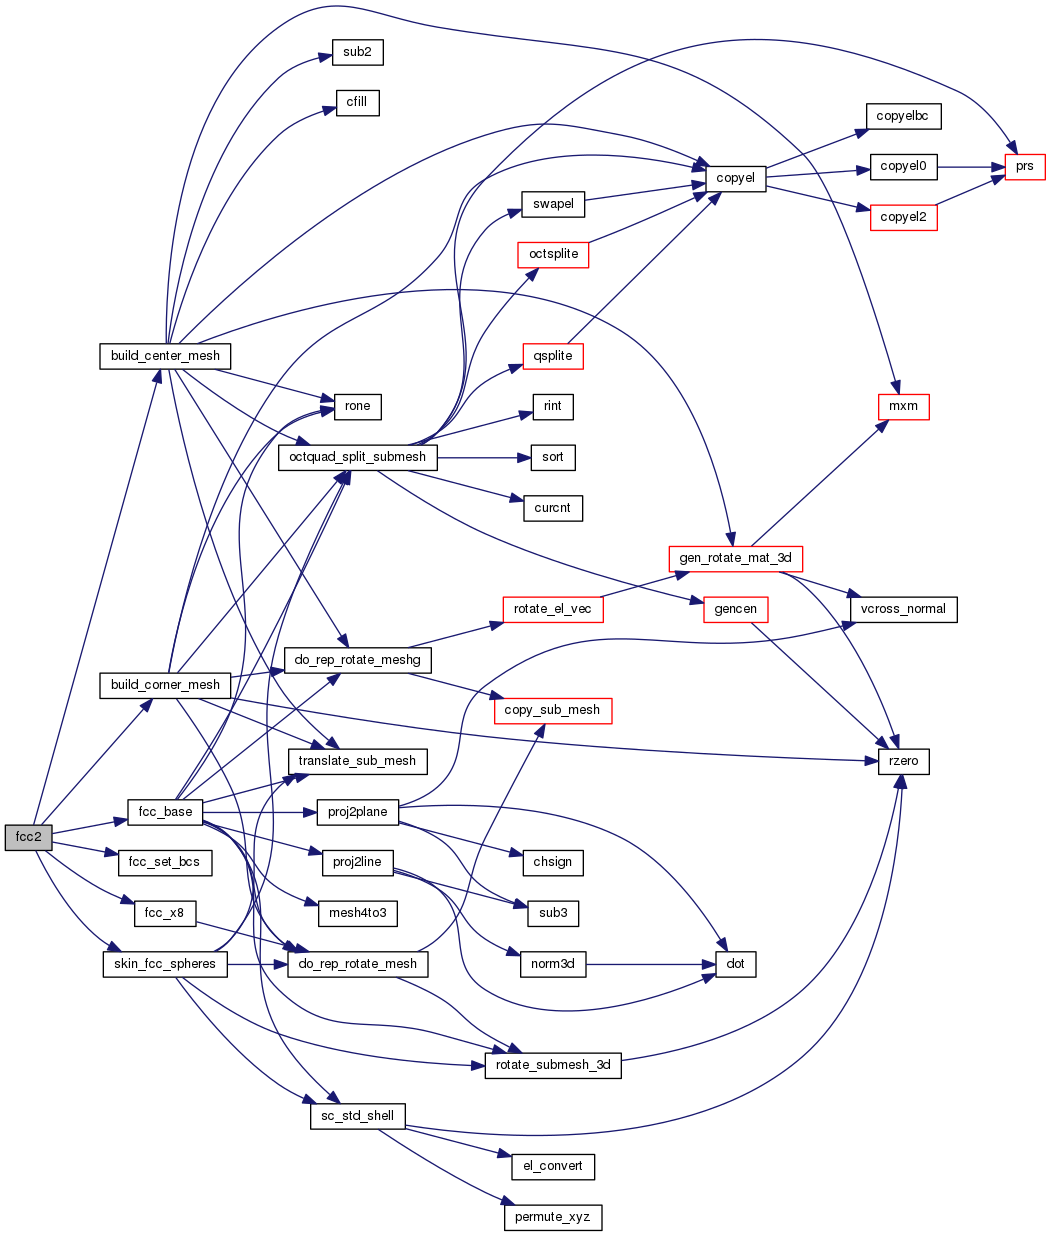 sub2
cfill
copyelbc
copyel0
prs
copyel
swapel
copyel2
octsplite
build_center_mesh
qsplite
rone
rint
mxm
octquad_split_submesh
sort
curcnt
gen_rotate_mat_3d
rotate_el_vec
gencen
vcross_normal
do_rep_rotate_meshg
build_corner_mesh
copy_sub_mesh
translate_sub_mesh
rzero
fcc_base
proj2plane
fcc2
fcc_set_bcs
proj2line
chsign
fcc_x8
mesh4to3
sub3
skin_fcc_spheres
do_rep_rotate_mesh
norm3d
dot
rotate_submesh_3d
sc_std_shell
el_convert
permute_xyz